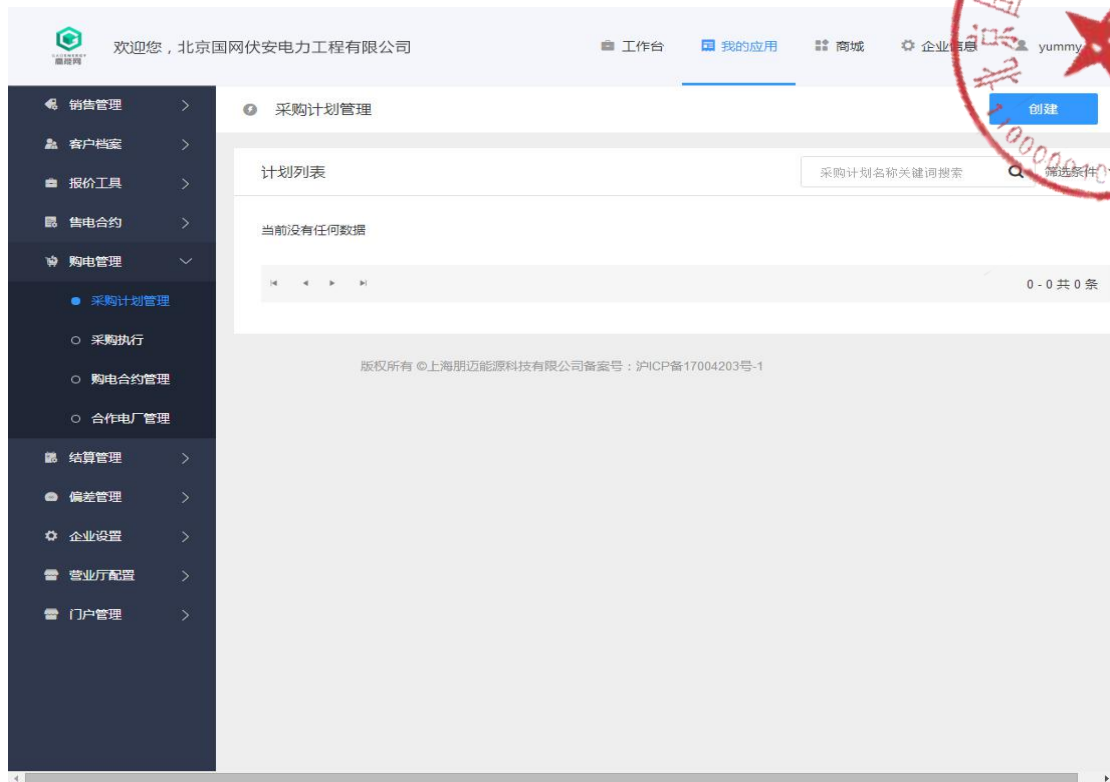 欢迎您，北京国网伏安电力工程有限公司
工作台
我的应用
商城
企业信息
yummy
销售管理
客户档案
报价工具
售电合约
购电管理
采购计划管理
采购执行
购电合约管理
合作电厂管理
结算管理
偏差管理
企业设置
营业厅配置
门户管理
采购计划管理
创建
计划列表
采购计划名称关键词搜索
筛选条件
当前没有任何数据
0 - 0 共 0 条
版权所有 ©上海朋迈能源科技有限公司备案号：沪ICP备17004203号-1